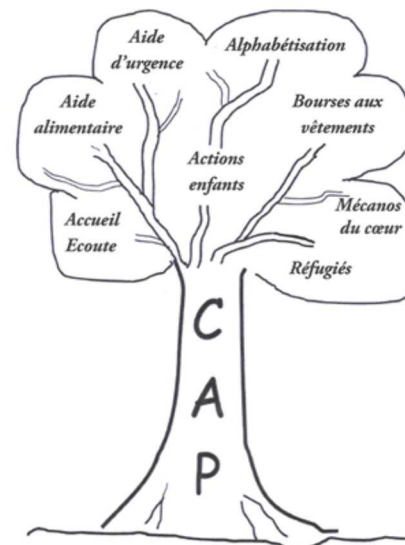 Aide
d'urgence
Alphabétisation
Aide
alimentaire
Bourses aux
vêtements
Actions
enfants
Mécanos
du cœur
Accueil
Ecoute
Réfugiés
C
A
P